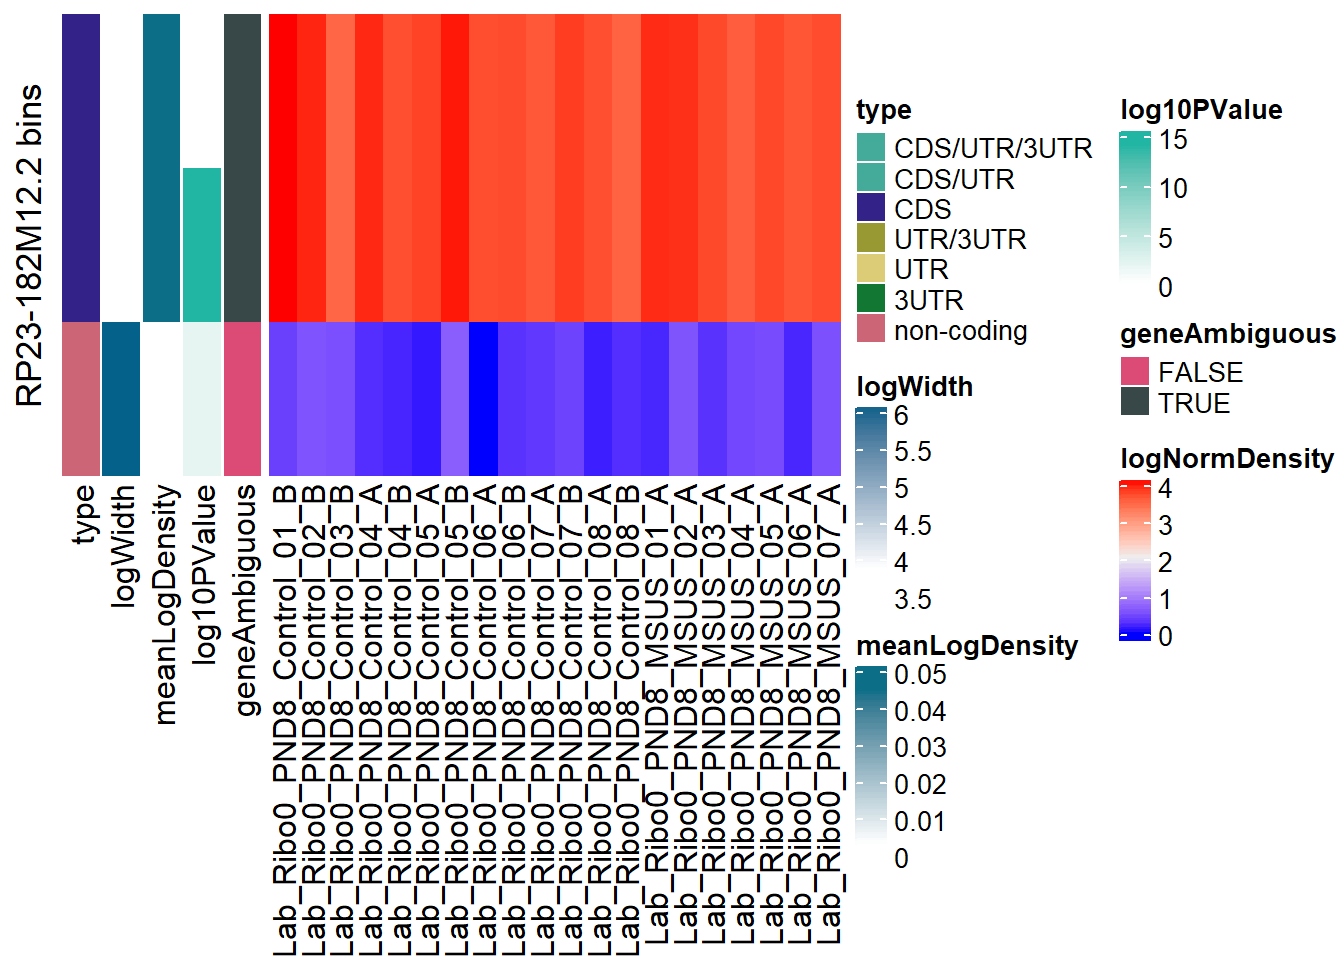 RP23-182M12.2 bins
type
logWidth
meanLogDensity
log10PValue
geneAmbiguous
Lab_Ribo0_PND8_Control_01_B
Lab_Ribo0_PND8_Control_02_B
Lab_Ribo0_PND8_Control_03_B
Lab_Ribo0_PND8_Control_04_A
Lab_Ribo0_PND8_Control_04_B
Lab_Ribo0_PND8_Control_05_A
Lab_Ribo0_PND8_Control_05_B
Lab_Ribo0_PND8_Control_06_A
Lab_Ribo0_PND8_Control_06_B
Lab_Ribo0_PND8_Control_07_A
Lab_Ribo0_PND8_Control_07_B
Lab_Ribo0_PND8_Control_08_A
Lab_Ribo0_PND8_Control_08_B
Lab_Ribo0_PND8_MSUS_01_A
Lab_Ribo0_PND8_MSUS_02_A
Lab_Ribo0_PND8_MSUS_03_A
Lab_Ribo0_PND8_MSUS_04_A
Lab_Ribo0_PND8_MSUS_05_A
Lab_Ribo0_PND8_MSUS_06_A
Lab_Ribo0_PND8_MSUS_07_A
type
CDS/UTR/3UTR
CDS/UTR
CDS
UTR/3UTR
UTR
3UTR
non-coding
logWidth
6
5.5
5
4.5
4
3.5
meanLogDensity
0.05
0.04
0.03
0.02
0.01
0
log10PValue
15
10
5
0
geneAmbiguous
FALSE
TRUE
logNormDensity
4
3
2
1
0